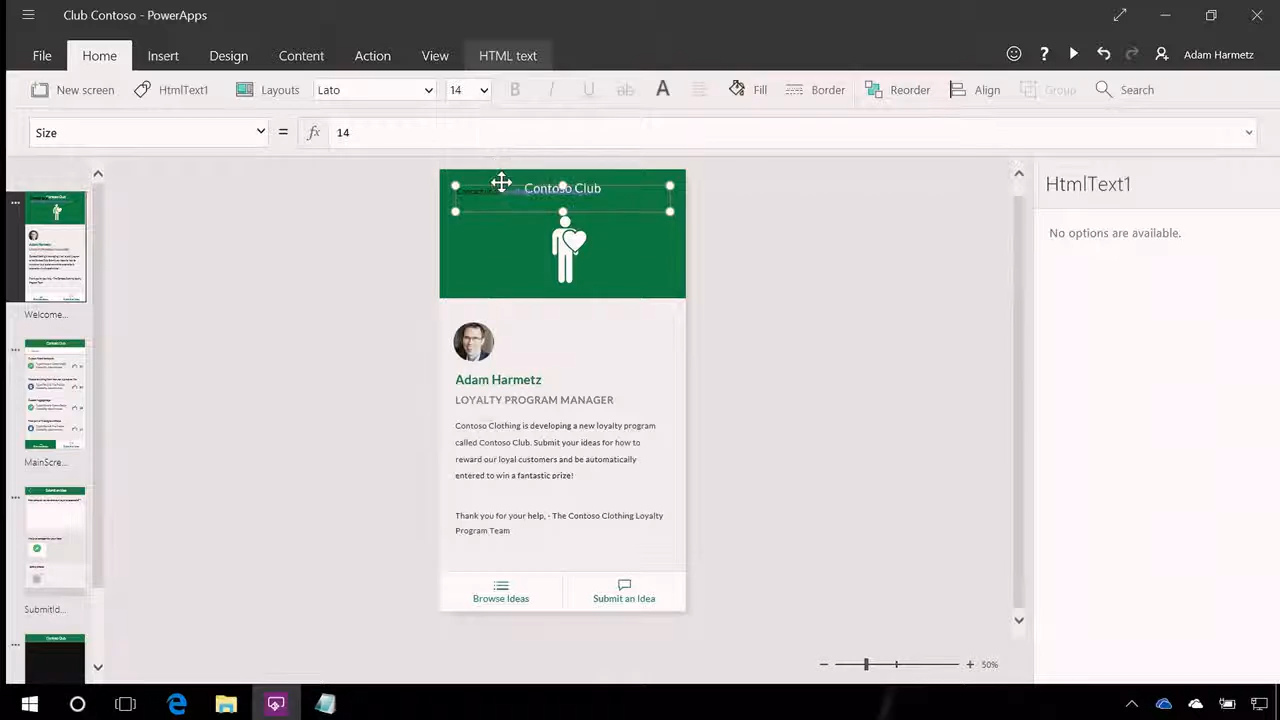 Club Contoso - PowerApps
File Home Insert Design Content Action View HTML text
Adam Harmetz
New screen HtmlText1 Layouts Lato 14 B I U ab A Fill Border Reorder Align Group Search
Size = fx 14
HtmlText1
No options are available.
Contoso Club
Adam Harmetz
LOYALTY PROGRAM MANAGER
Contoso Clothing is developing a new loyalty program
called Contoso Club. Submit your ideas for how to
reward our loyal customers and be automatically
entered to win a fantastic prize!
Thank you for your help, - The Contoso Clothing Loyalty
Program Team
Browse Ideas Submit an Idea
Welcome...
MainScre...
SubmitId...
50%